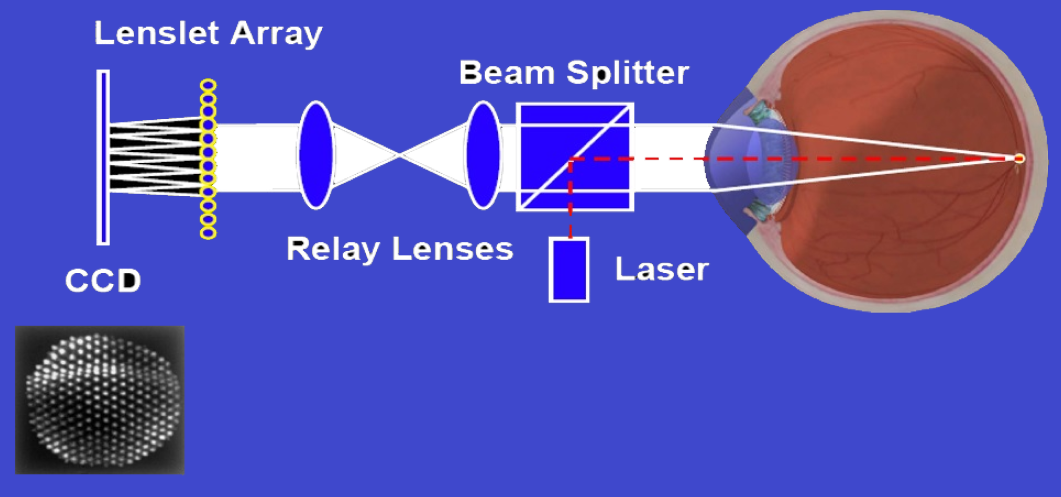 Lenslet Array
Beam Splitter
Relay Lenses
Laser
CCD